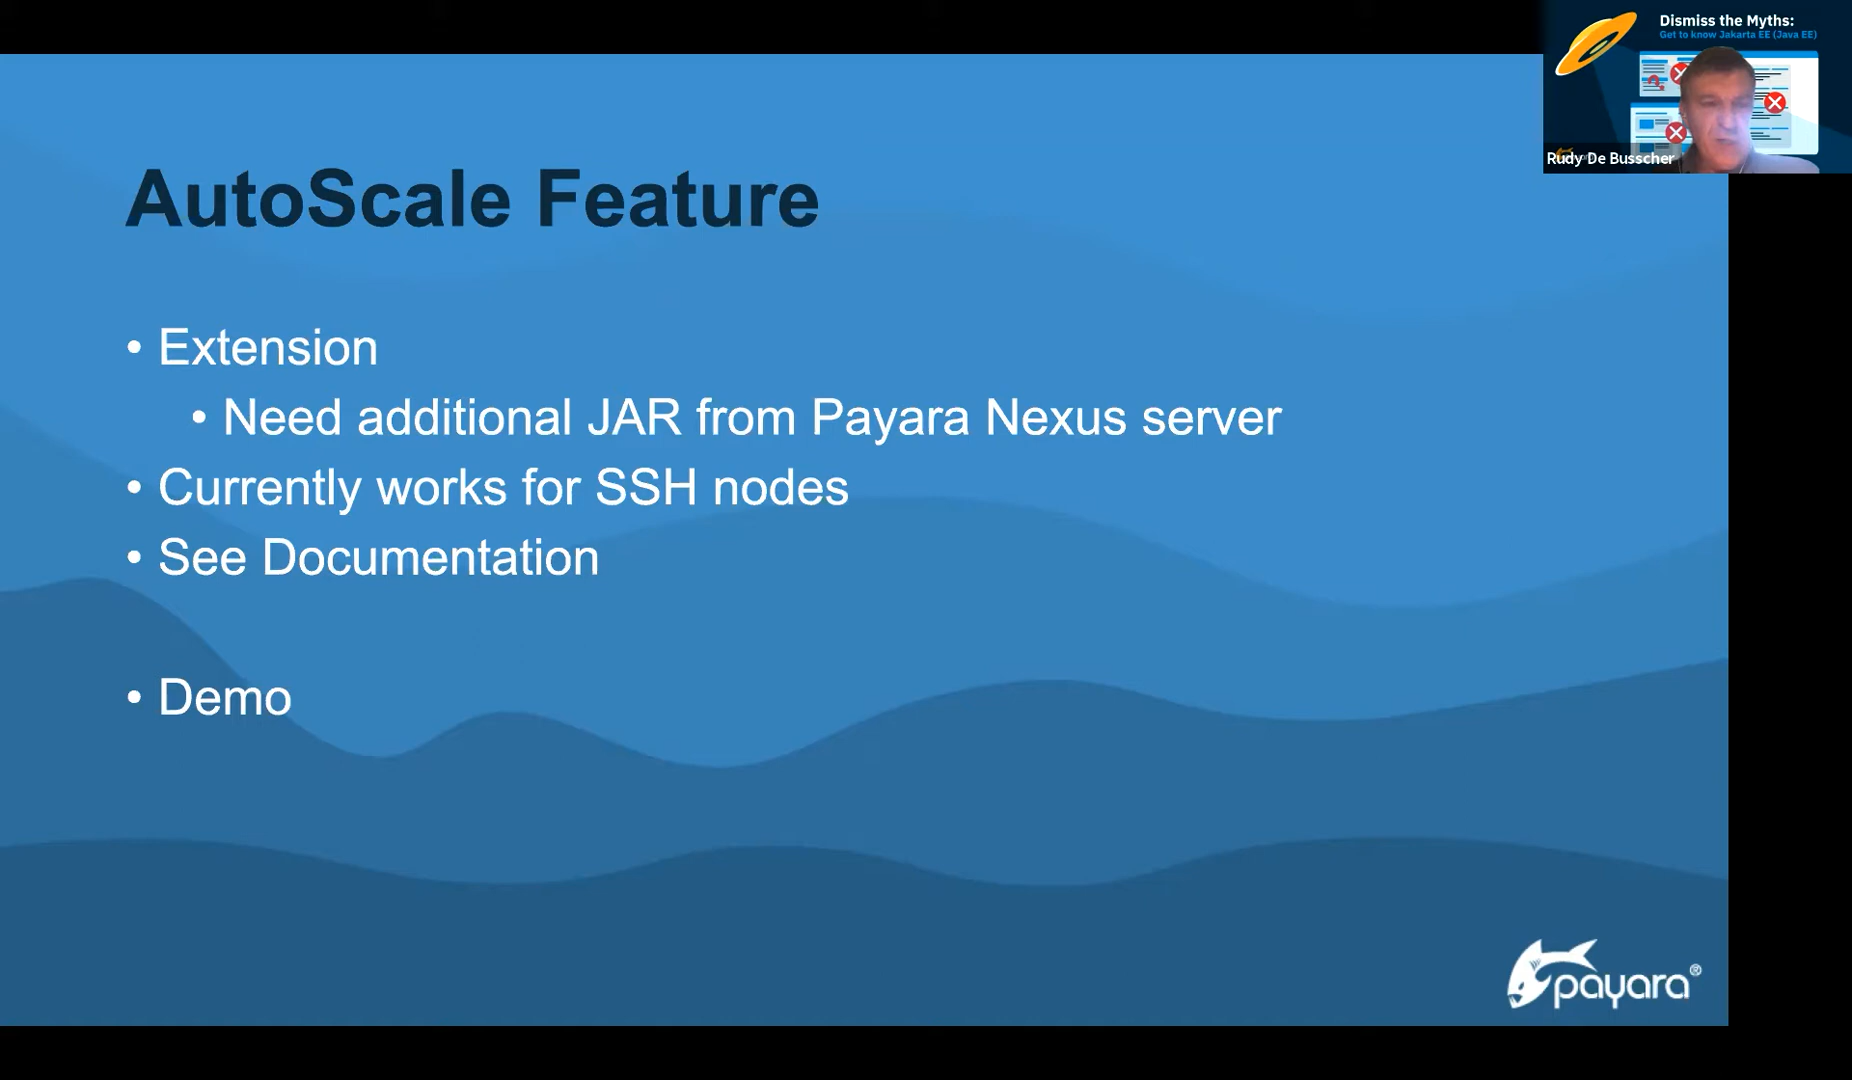 Dismiss the Myths:
Get to know Jakarta EE (Java EE)
Rudy De Busscher
AutoScale Feature
• Extension
• Need additional JAR from Payara Nexus server
• Currently works for SSH nodes
• See Documentation
• Demo
payara®